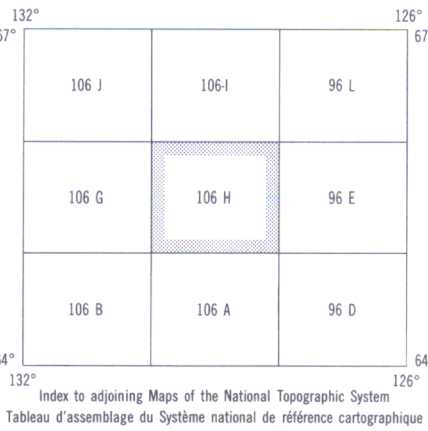 132° 126°
67° 67
106 J 106-I 96 L
106 G 106 H 96 E
106 B 106 A 96 D
64° 64
132° 126°
Index to adjoining Maps of the National Topographic System
Tableau d'assemblage du Système national de référence cartographique